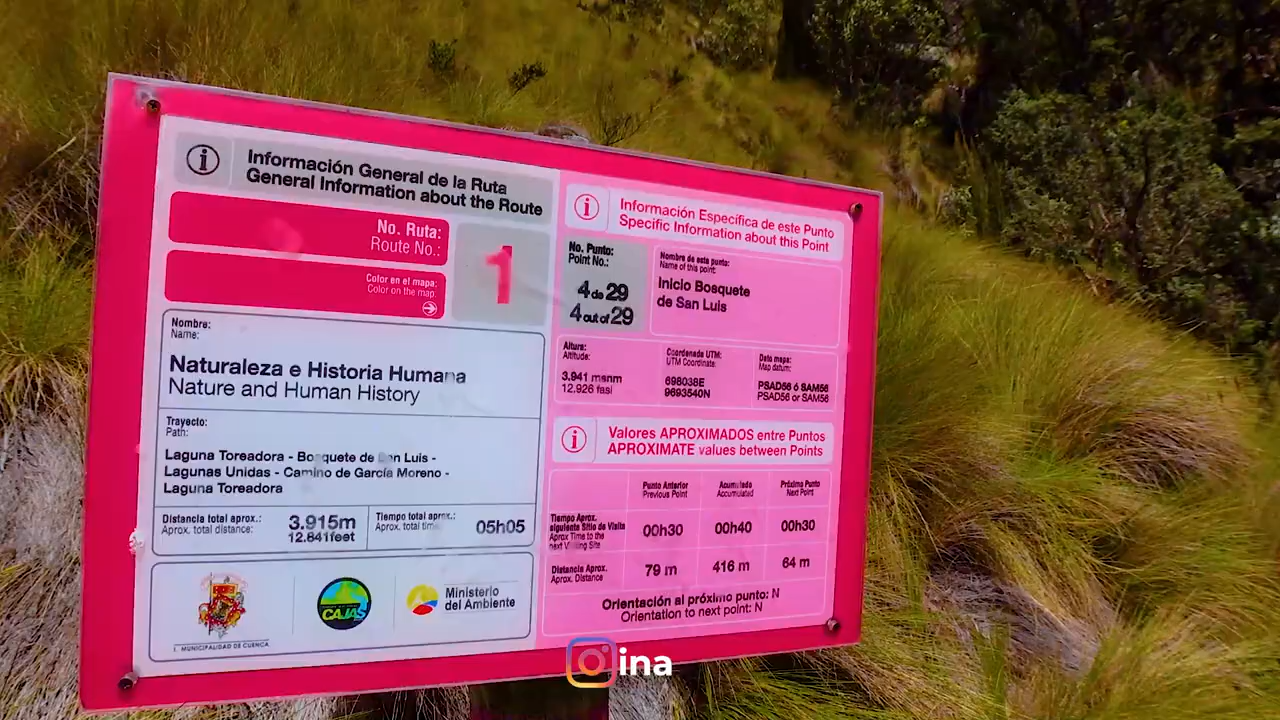 Información General de la Ruta
General Information about the Route
No. Ruta:
Route No.:
1
Color en el mapa:
Color on the map:
Nombre:
Name:
Naturaleza e Historia Humana
Nature and Human History
Trayecto:
Path:
Laguna Toreadora - Bosquete de San Luis -
Lagunas Unidas - Camino de García Moreno -
Laguna Toreadora
Distancia total aprox.:
Aprox. total distance:
3.915m
12.841feet
Tiempo total aprox.:
Aprox. total time:
05h05
I. MUNICIPALIDAD DE CUENCA
CAJAS
Ministerio
del Ambiente
Información Específica de este Punto
Specific Information about this Point
No. Punto:
Point No.:
4 de 29
4 out of 29
Nombre de este punto:
Name of this point:
Inicio Bosquete
de San Luis
Altura:
Altitude:
3.941 msnm
12.926 fasl
Coordenada UTM:
UTM Coordinate:
698038E
9693540N
Dato mapa:
Map datum:
PSAD56 ó SAM56
PSAD56 or SAM56
Valores APROXIMADOS entre Puntos
APROXIMATE values between Points
Punto Anterior
Previous Point
Acumulado
Accumulated
Próximo Punto
Next Point
Tiempo Aprox.
siguiente Sitio de Visita
Aprox Time to the
next Visiting Site
00h30
00h40
00h30
Distancia Aprox.
Aprox. Distance
79 m
416 m
64 m
Orientación al próximo punto: N
Orientation to next point: N
ina